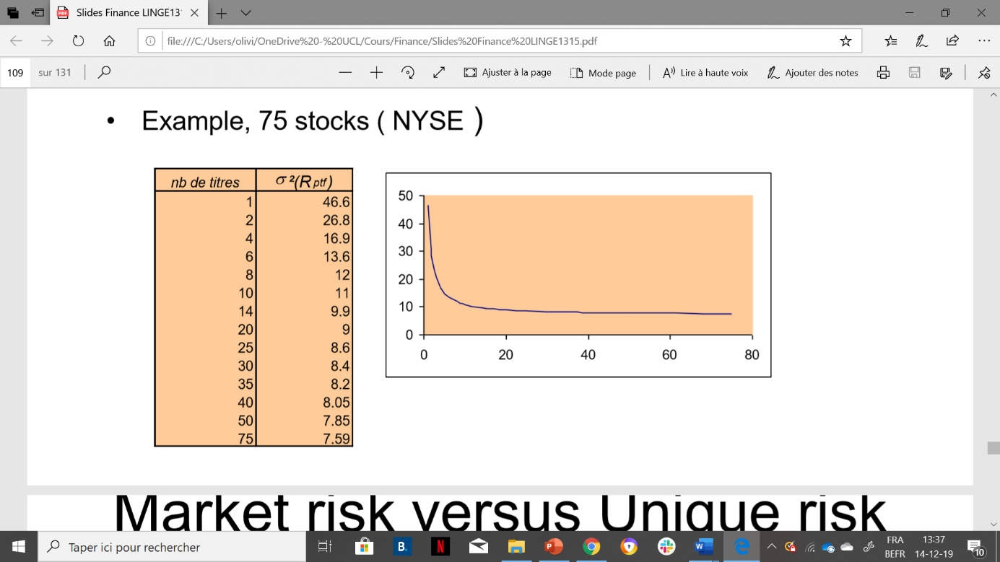 Slides Finance LINGE13
file:///C:/Users/olivi/OneDrive%20-%20UCL/Cours/Finance/Slides%20Finance%20LINGE1315.pdf
109 sur 131 Ajuster à la page Mode page Lire à haute voix Ajouter des notes
• Example, 75 stocks ( NYSE )
nb de titres σ²(R ptf)
1 46.6
2 26.8
4 16.9
6 13.6
8 12
10 11
14 9.9
20 9
25 8.6
30 8.4
35 8.2
40 8.05
50 7.85
75 7.59
50
40
30
20
10
0
0 20 40 60 80
Market risk versus Unique risk
Taper ici pour rechercher
FRA 13:37
BEFR 14-12-19 10